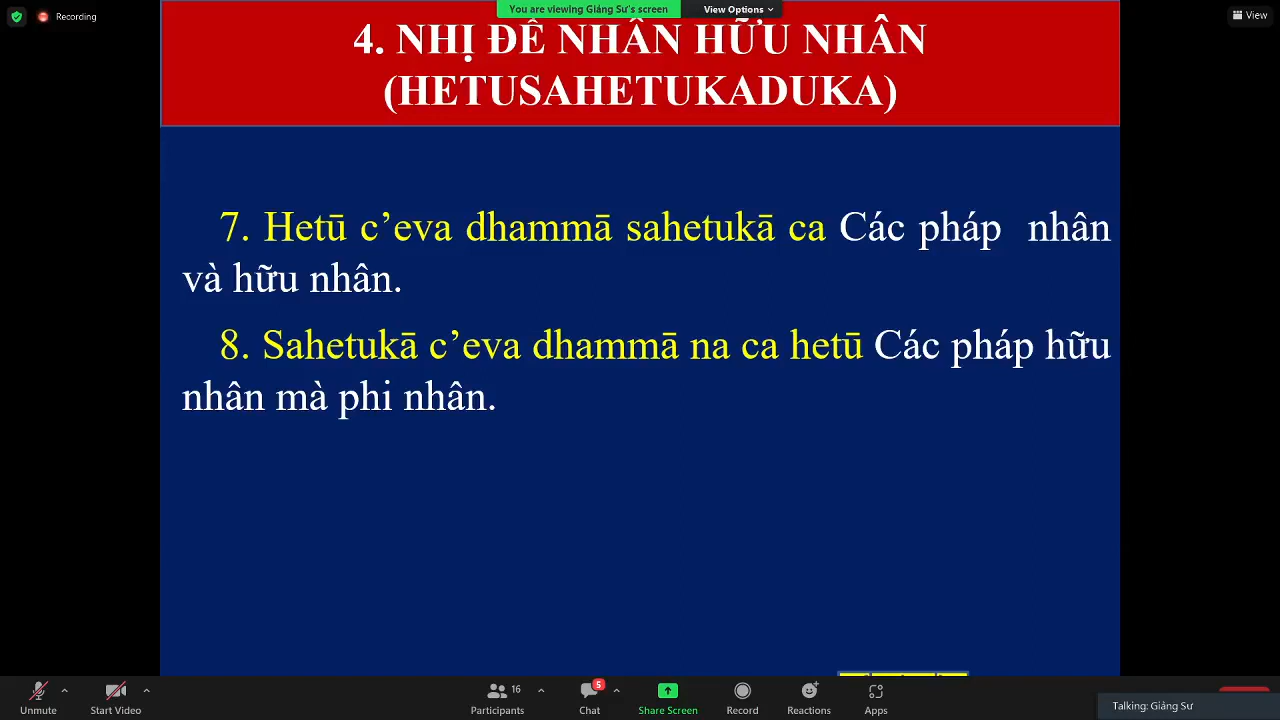 You are viewing Giảng Sư's screen
View Options
Recording
View
4. NHỊ ĐỀ NHÂN HỮU NHÂN
(HETUSAHETUKADUKA)
7. Hetū c’eva dhammā sahetukā ca Các pháp nhân
và hữu nhân.
8. Sahetukā c’eva dhammā na ca hetū Các pháp hữu
nhân mà phi nhân.
Unmute
Start Video
16
Participants
5
Chat
Share Screen
Record
Reactions
Apps
Talking: Giảng Sư